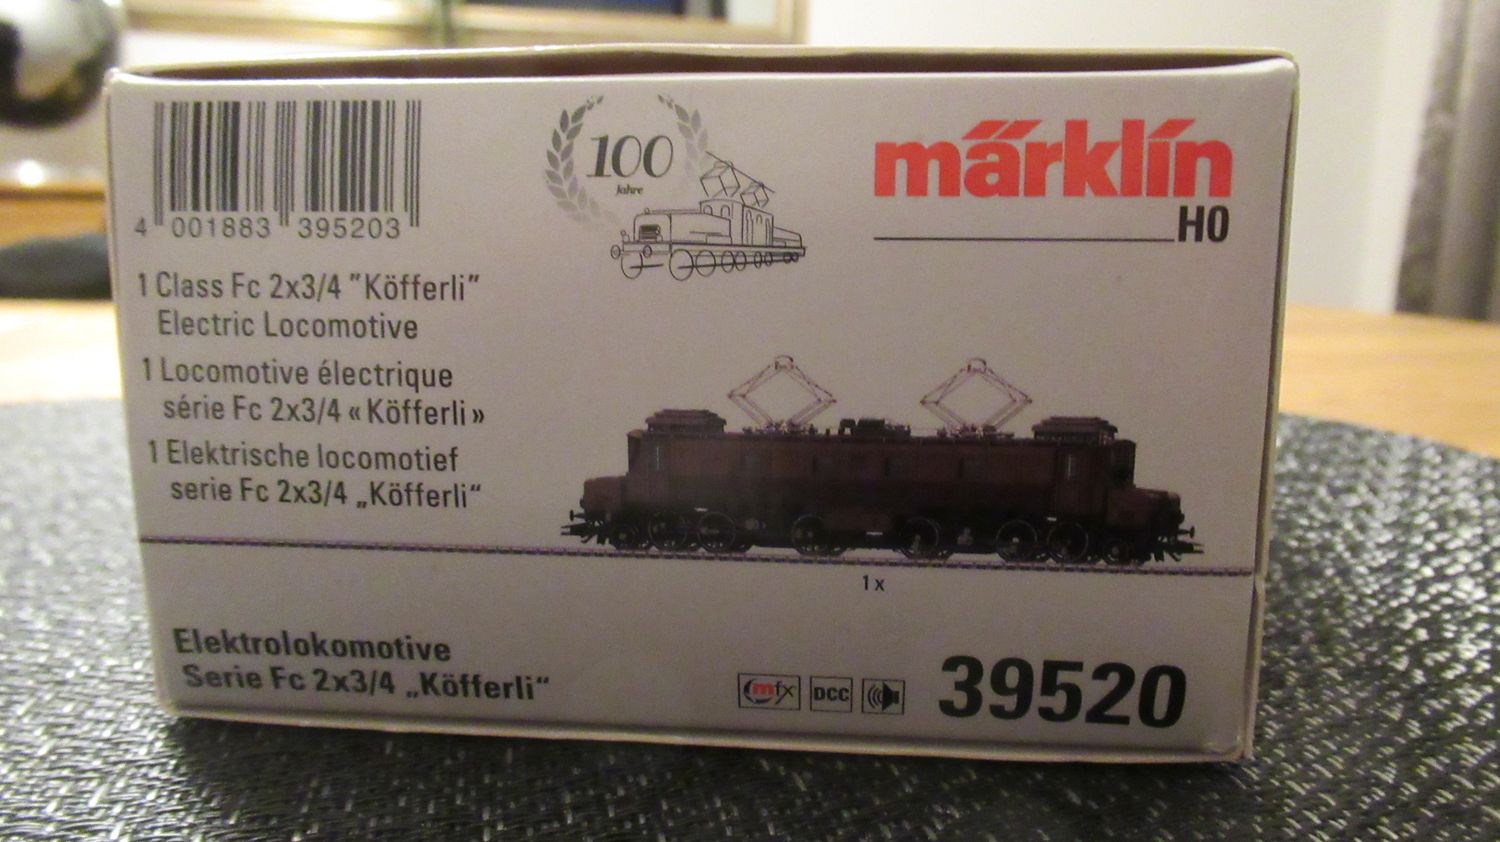 4 001883 395203
100
Jahre
märklín
H0
1 Class Fc 2x3/4 "Köfferli"
Electric Locomotive
1 Locomotive électrique
série Fc 2x3/4 « Köfferli »
1 Elektrische locomotief
serie Fc 2x3/4 „Köfferli“
1 x
Elektrolokomotive
Serie Fc 2x3/4 „Köfferli“
mfx DCC
39520